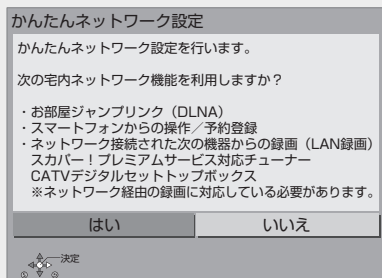 かんたんネットワーク設定
かんたんネットワーク設定を行います。
次の宅内ネットワーク機能を利用しますか？
・お部屋ジャンプリンク（DLNA）
・スマートフォンからの操作／予約登録
・ネットワーク接続された次の機器からの録画（LAN録画）
スカパー！プレミアムサービス対応チューナー
CATVデジタルセットトップボックス
※ネットワーク経由の録画に対応している必要があります。
はい いいえ
決定